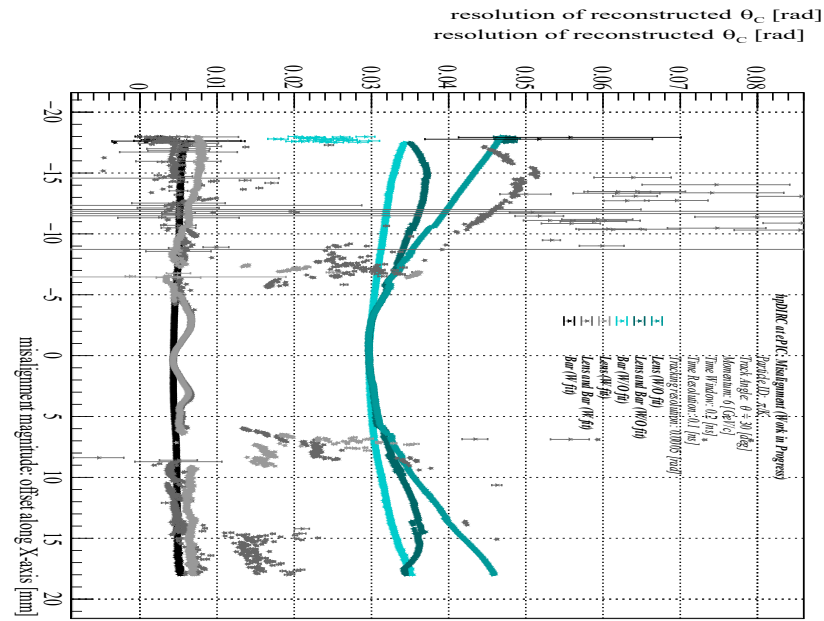 resolution of reconstructed θC [rad]
resolution of reconstructed θC [rad]
0
0.01
0.02
0.03
0.04
0.05
0.06
0.07
0.08
−20
−15
−10
−5
0
5
10
15
20
misalignment magnitude: offset along X-axis [mm]
hpDIRC at ePIC: Misalignment (Work in Progress)
Particle ID: π/K
Track Angle: θ = 30 [deg]
Momentum: 6 [GeV/c]
Time Window: 0.2 [ns]
Time Resolution: 0.1 [ns]
Tracking resolution: 0.0005 [rad]
Lens (W/O fit)
Lens and Bar (W/O fit)
Bar (W/O fit)
Lens (W fit)
Lens and Bar (W fit)
Bar (W fit)